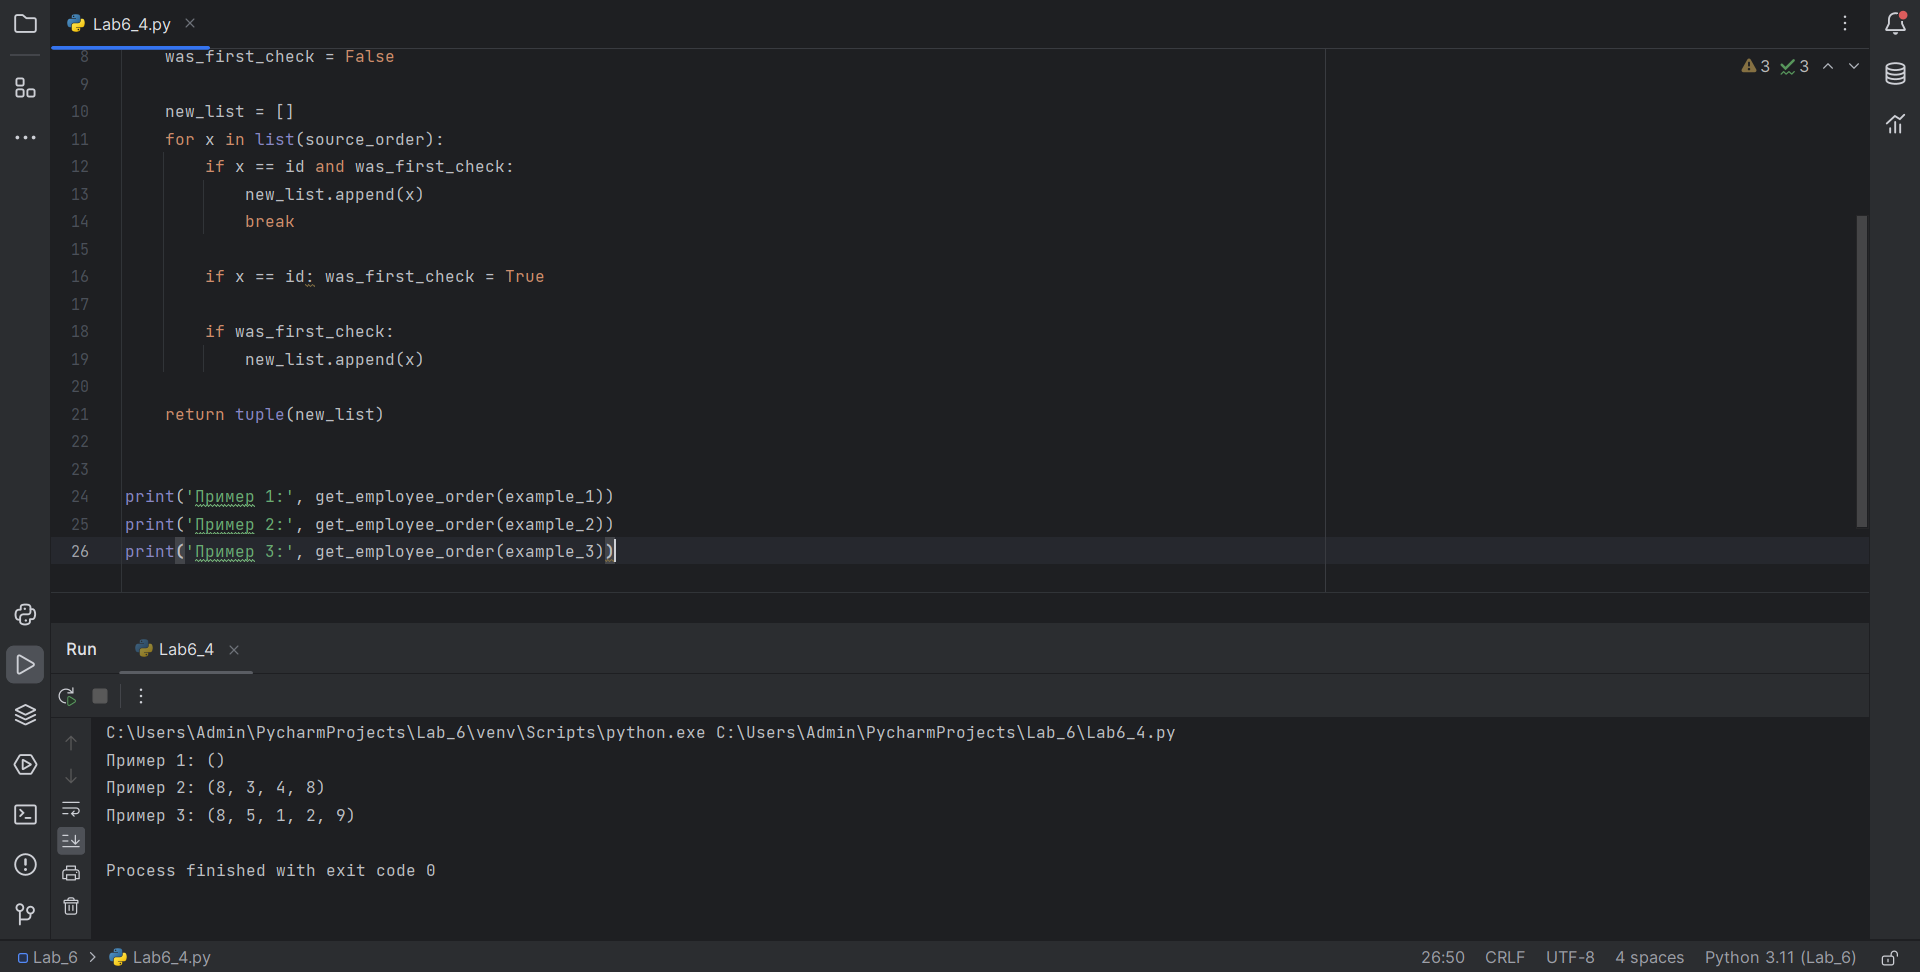 Lab6_4.py
8 was_first_check = False
3 3
9
10 new_list = []
11 for x in list(source_order):
12 if x == id and was_first_check:
13 new_list.append(x)
14 break
15
16 if x == id: was_first_check = True
17
18 if was_first_check:
19 new_list.append(x)
20
21 return tuple(new_list)
22
23
24 print('Пример 1:', get_employee_order(example_1))
25 print('Пример 2:', get_employee_order(example_2))
26 print('Пример 3:', get_employee_order(example_3))
Run Lab6_4
C:\Users\Admin\PycharmProjects\Lab_6\venv\Scripts\python.exe C:\Users\Admin\PycharmProjects\Lab_6\Lab6_4.py
Пример 1: ()
Пример 2: (8, 3, 4, 8)
Пример 3: (8, 5, 1, 2, 9)
Process finished with exit code 0
Lab_6 > Lab6_4.py 26:50 CRLF UTF-8 4 spaces Python 3.11 (Lab_6)